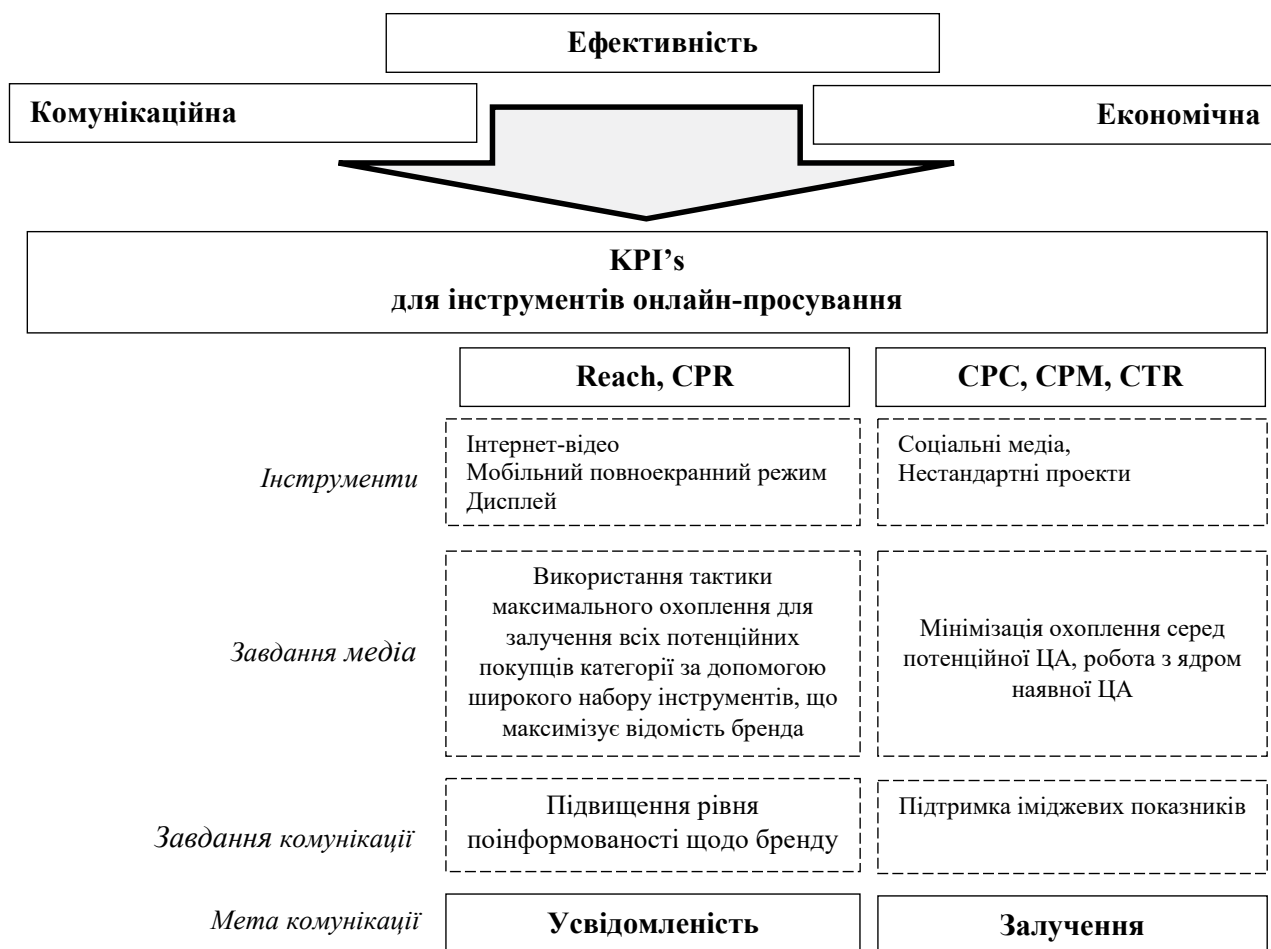 Ефективність
Комунікаційна
Економічна
KPI’s
для інструментів онлайн-просування
Reach, CPR
CPC, CPM, CTR
Інструменти
Інтернет-відео
Мобільний повноекранний режим
Дисплей
Соціальні медіа,
Нестандартні проекти
Завдання медіа
Використання тактики
максимального охоплення для
залучення всіх потенційних
покупців категорії за допомогою
широкого набору інструментів, що
максимізує відомість бренда
Мінімізація охоплення серед
потенційної ЦА, робота з ядром
наявної ЦА
Завдання комунікації
Підвищення рівня
поінформованості щодо бренду
Підтримка іміджевих показників
Мета комунікації
Усвідомленість
Залучення